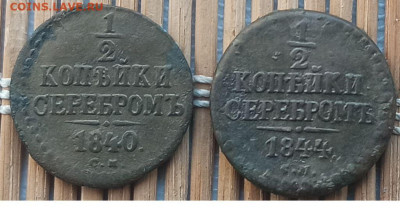 COINS.LAVE.RU
1
2
КОПѢЙКИ
СЕРЕБРОМЪ
1840.
С.М
1
2
КОПѢЙКИ
СЕРЕБРОМЪ
1844.